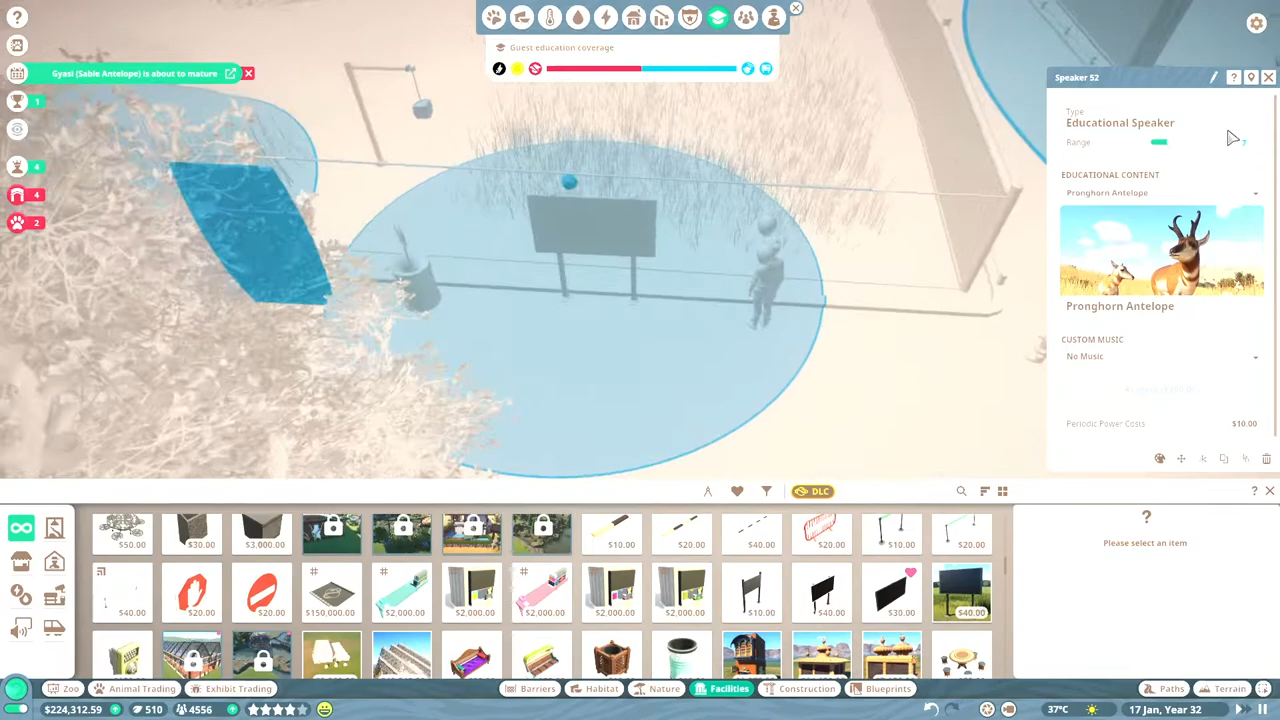 Guest education coverage
Gyasi (Sable Antelope) is about to mature
1
4
4
2
Speaker 52
Type
Educational Speaker
Range
7
EDUCATIONAL CONTENT
Pronghorn Antelope
Pronghorn Antelope
CUSTOM MUSIC
No Music
Periodic Power Costs
$10.00
DLC
Please select an item
$50.00
$30.00
$3,000.00
$10.00
$20.00
$40.00
$20.00
$10.00
$20.00
$40.00
$20.00
$20.00
$150,000.00
$2,000.00
$2,000.00
$2,000.00
$2,000.00
$2,000.00
$10.00
$40.00
$30.00
$40.00
Zoo
Animal Trading
Exhibit Trading
Barriers
Habitat
Nature
Facilities
Construction
Blueprints
Paths
Terrain
$224,312.59
510
4556
37°C
17 Jan, Year 32